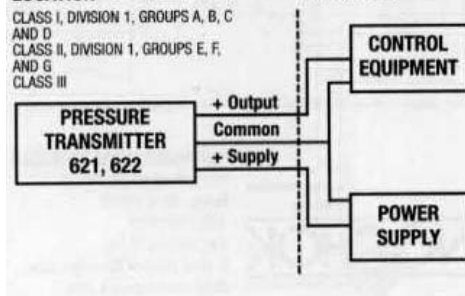 CLASS I, DIVISION 1, GROUPS A, B, C
AND D
CLASS II, DIVISION 1, GROUPS E, F,
AND G
CLASS III
PRESSURE
TRANSMITTER
621, 622
+ Output
Common
+ Supply
CONTROL
EQUIPMENT
POWER
SUPPLY